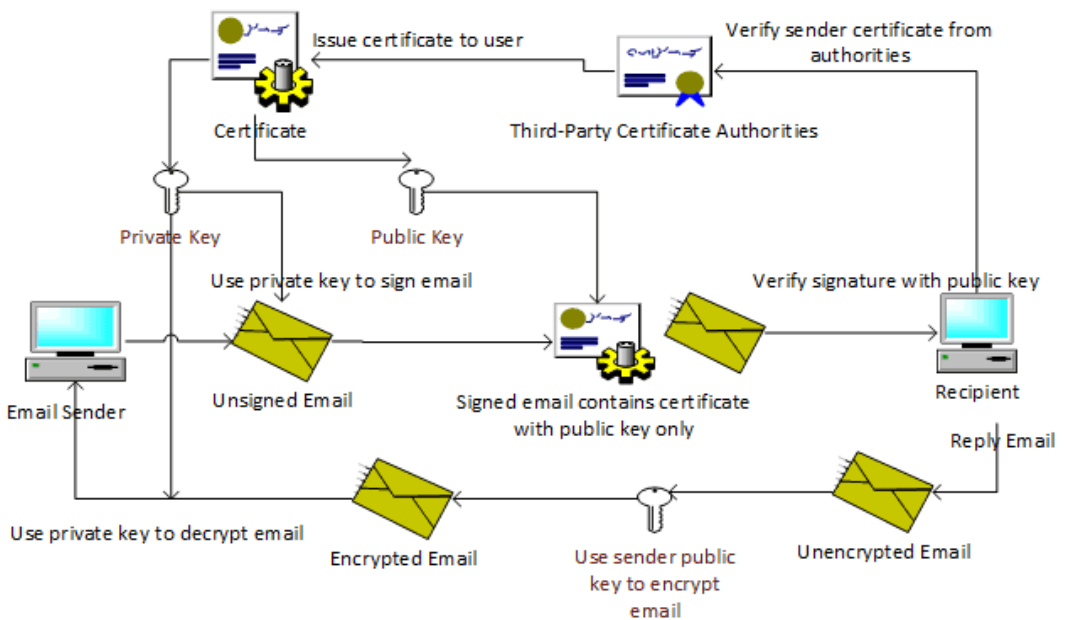 Issue certificate to user
Verify sender certificate from
authorities
Certificate
Third-Party Certificate Authorities
Private Key
Public Key
Use private key to sign email
Verify signature with public key
Email Sender
Unsigned Email
Signed email contains certificate
with public key only
Recipient
Reply Email
Use private key to decrypt email
Encrypted Email
Use sender public
key to encrypt
email
Unencrypted Email